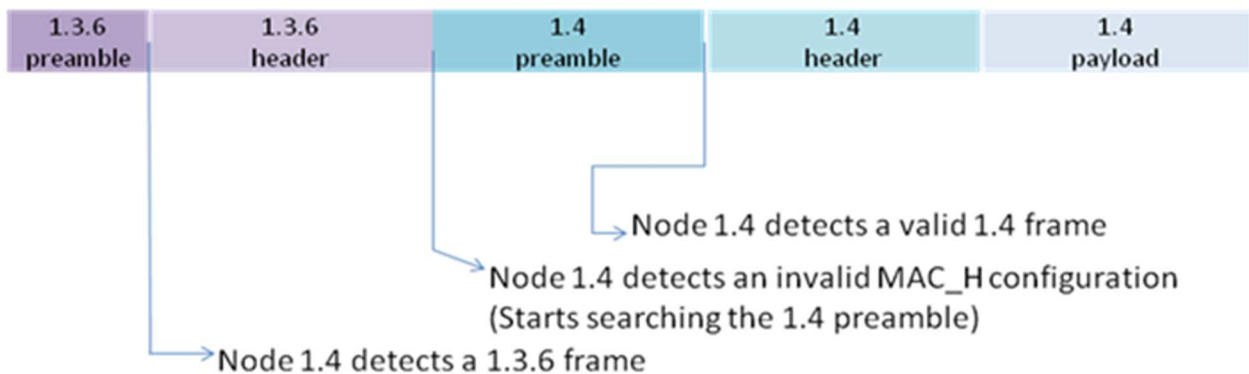 1.3.6 preamble
1.3.6 header
1.4 preamble
1.4 header
1.4 payload
Node 1.4 detects a valid 1.4 frame
Node 1.4 detects an invalid MAC_H configuration
(Starts searching the 1.4 preamble)
Node 1.4 detects a 1.3.6 frame